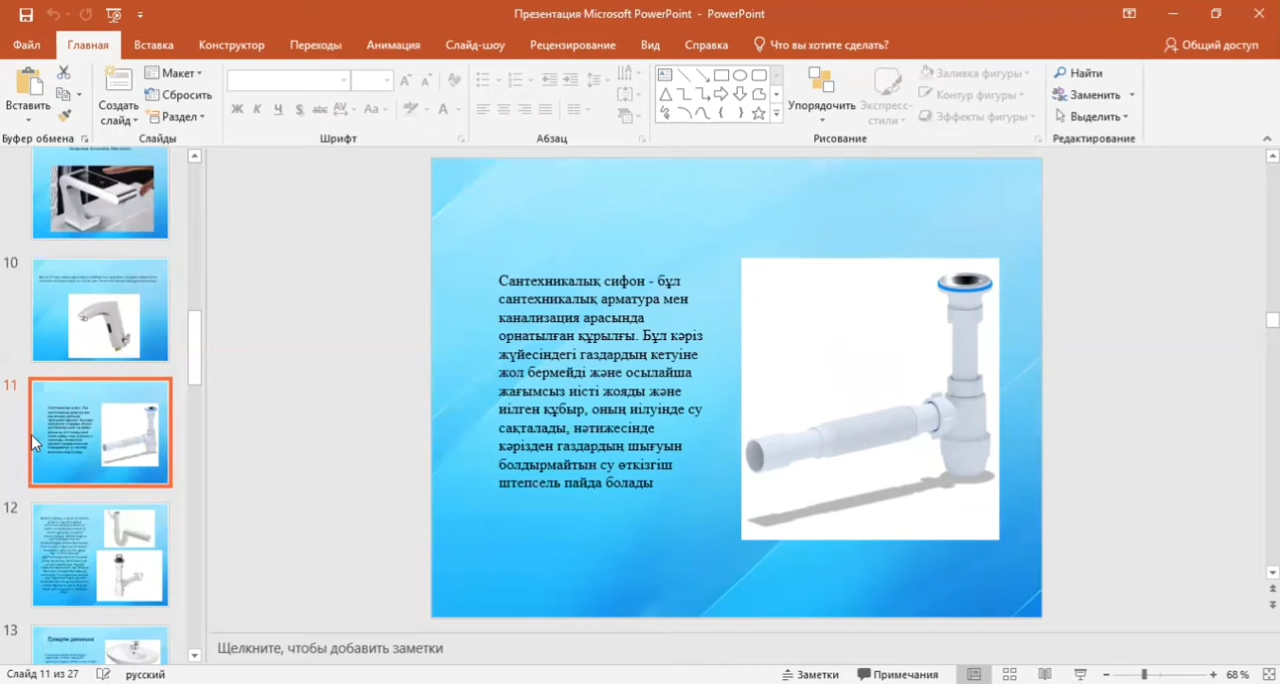 Презентация Microsoft PowerPoint - PowerPoint
Файл
Главная
Вставка
Конструктор
Переходы
Анимация
Слайд-шоу
Рецензирование
Вид
Справка
Что вы хотите сделать?
Общий доступ
Вставить
Создать слайд
Макет
Сбросить
Раздел
Ж К Ч S abc AV Aa A
Упорядочить
Экспресс-стили
Заливка фигуры
Контур фигуры
Эффекты фигуры
Найти
Заменить
Выделить
Буфер обмена
Слайды
Шрифт
Абзац
Рисование
Редактирование
10
11
12
13
Тұтқыры
Сантехникалық сифон - бұл
сантехникалық арматура мен
канализация арасында
орнатылған құрылғы. Бұл кәріз
жүйесіндегі газдардың кетуіне
жол бермейді және осылайша
жағымсыз иісті жояды және
иілген құбыр, оның иілуінде су
сақталады, нәтижесінде
кәрізден газдардың шығуын
болдырмайтын су өткізгіш
штепсель пайда болады
Щелкните, чтобы добавить заметки
Слайд 11 из 27
русский
Заметки
Примечания
68 %